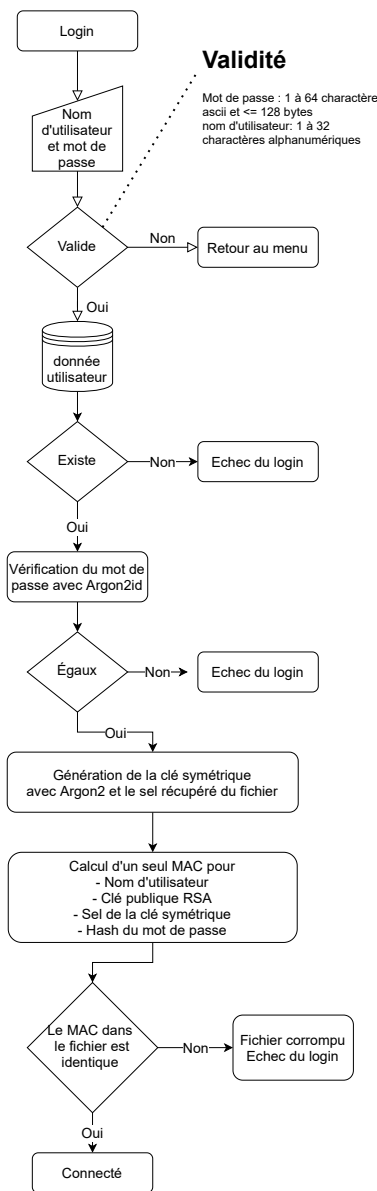 Login
Validité
Mot de passe : 1 à 64 charactère
ascii et <= 128 bytes
nom d'utilisateur: 1 à 32
charactères alphanumériques
Nom
d'utilisateur
et mot de
passe
Valide
Non
Retour au menu
Oui
donnée
utilisateur
Existe
Non
Echec du login
Oui
Vérification du mot de
passe avec Argon2id
Égaux
Non
Echec du login
Oui
Génération de la clé symétrique
avec Argon2 et le sel récupéré du fichier
Calcul d'un seul MAC pour
- Nom d'utilisateur
- Clé publique RSA
- Sel de la clé symétrique
- Hash du mot de passe
Le MAC dans
le fichier est
identique
Non
Fichier corrompu
Echec du login
Oui
Connecté